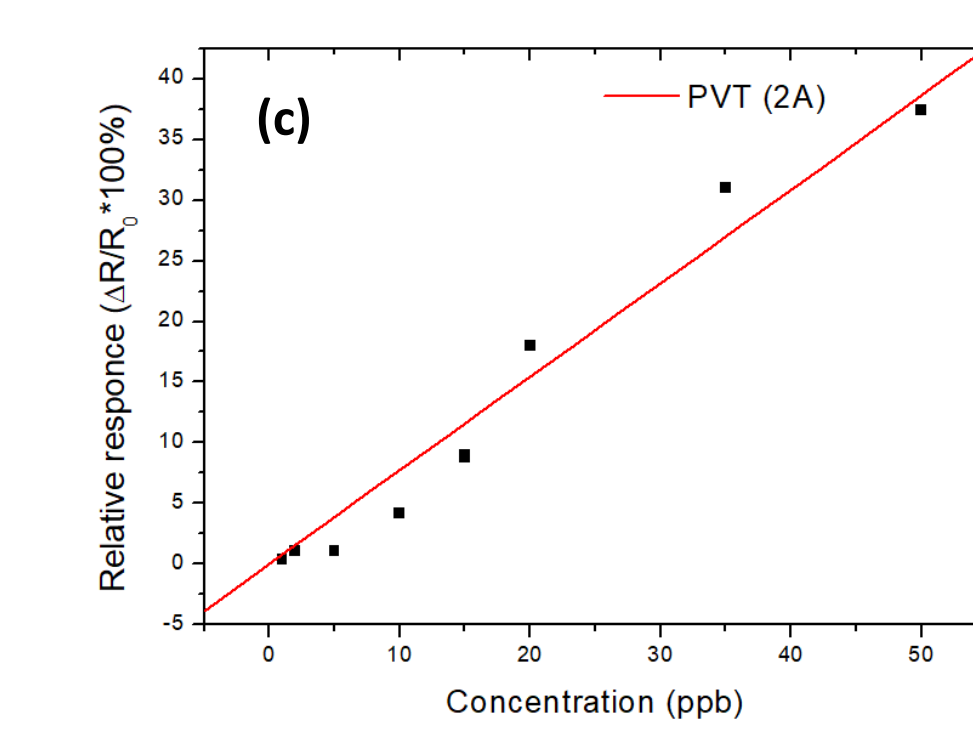 (c)
PVT (2A)
Relative responce (ΔR/R₀*100%)
40
35
30
25
20
15
10
5
0
-5
0 10 20 30 40 50
Concentration (ppb)